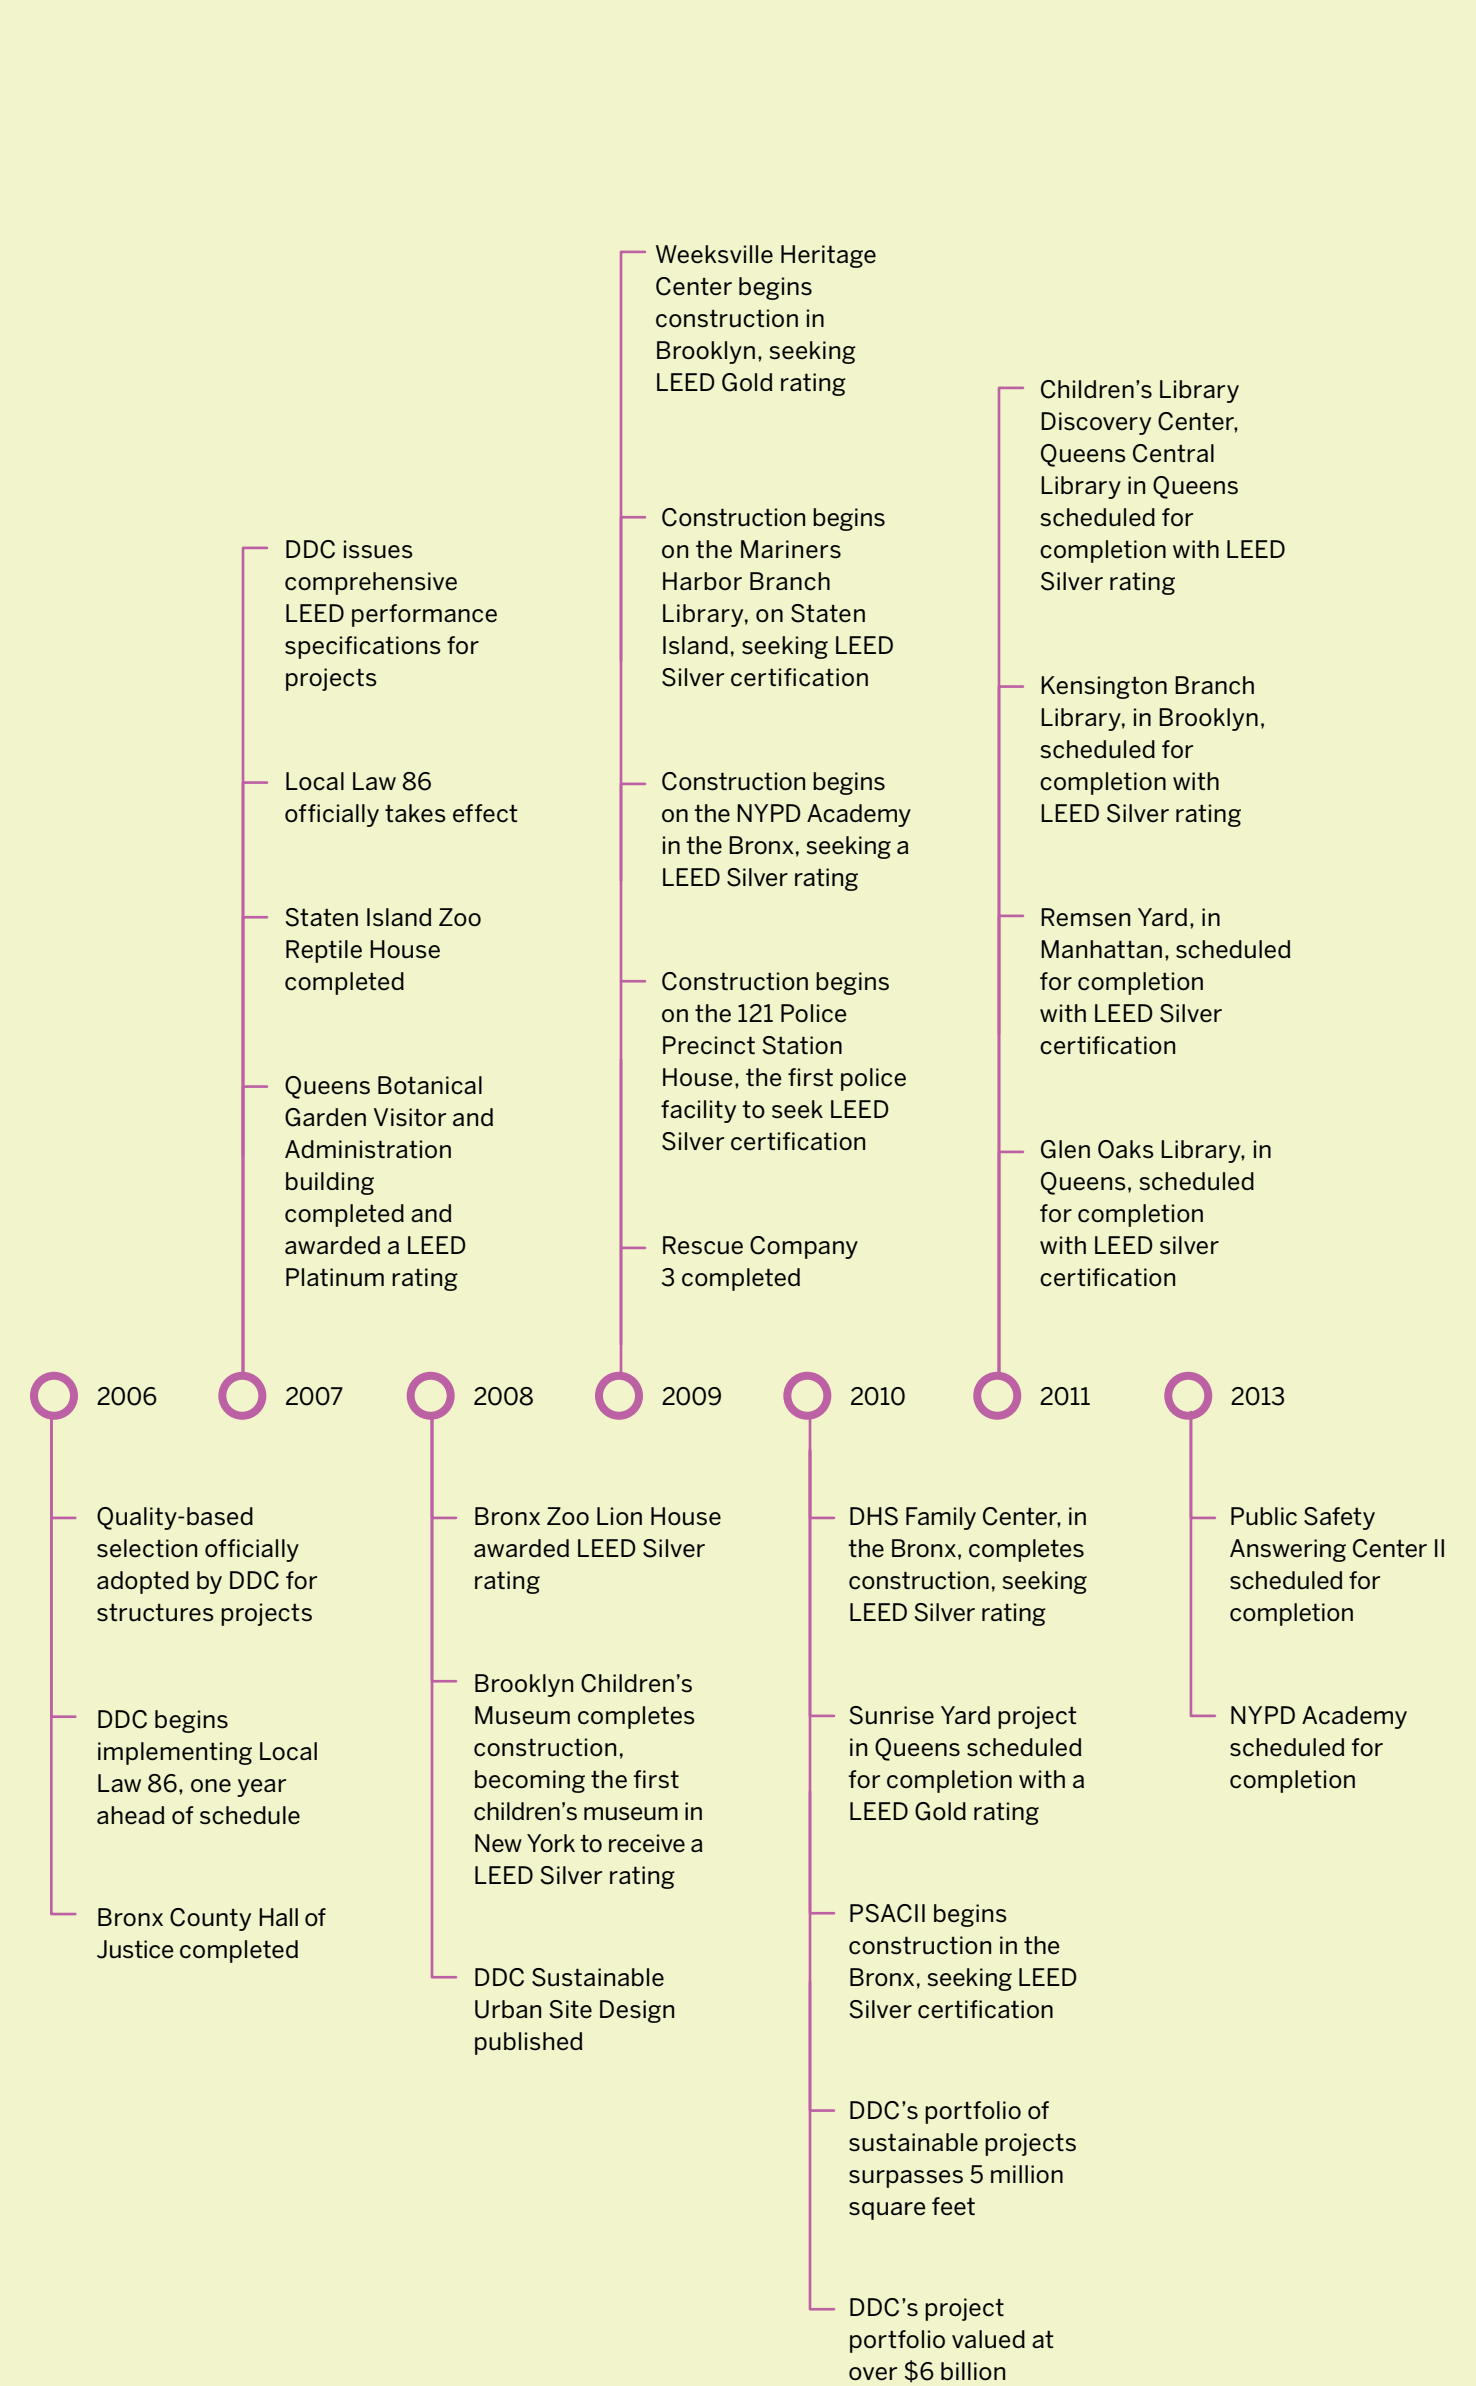 Weeksville Heritage
Center begins
construction in
Brooklyn, seeking
LEED Gold rating
Children’s Library
Discovery Center,
Queens Central
Library in Queens
scheduled for
completion with LEED
Silver rating
DDC issues
comprehensive
LEED performance
specifications for
projects
Construction begins
on the Mariners
Harbor Branch
Library, on Staten
Island, seeking LEED
Silver certification
Kensington Branch
Library, in Brooklyn,
scheduled for
completion with
LEED Silver rating
Local Law 86
officially takes effect
Construction begins
on the NYPD Academy
in the Bronx, seeking a
LEED Silver rating
Staten Island Zoo
Reptile House
completed
Remsen Yard, in
Manhattan, scheduled
for completion
with LEED Silver
certification
Construction begins
on the 121 Police
Precinct Station
House, the first police
facility to seek LEED
Silver certification
Queens Botanical
Garden Visitor and
Administration
building
completed and
awarded a LEED
Platinum rating
Glen Oaks Library, in
Queens, scheduled
for completion
with LEED silver
certification
Rescue Company
3 completed
2006
2007
2008
2009
2010
2011
2013
Quality-based
selection officially
adopted by DDC for
structures projects
DDC begins
implementing Local
Law 86, one year
ahead of schedule
Bronx County Hall of
Justice completed
Bronx Zoo Lion House
awarded LEED Silver
rating
Brooklyn Children’s
Museum completes
construction,
becoming the first
children’s museum in
New York to receive a
LEED Silver rating
DDC Sustainable
Urban Site Design
published
DHS Family Center, in
the Bronx, completes
construction, seeking
LEED Silver rating
Sunrise Yard project
in Queens scheduled
for completion with a
LEED Gold rating
PSACII begins
construction in the
Bronx, seeking LEED
Silver certification
DDC’s portfolio of
sustainable projects
surpasses 5 million
square feet
DDC’s project
portfolio valued at
over $6 billion
Public Safety
Answering Center II
scheduled for
completion
NYPD Academy
scheduled for
completion